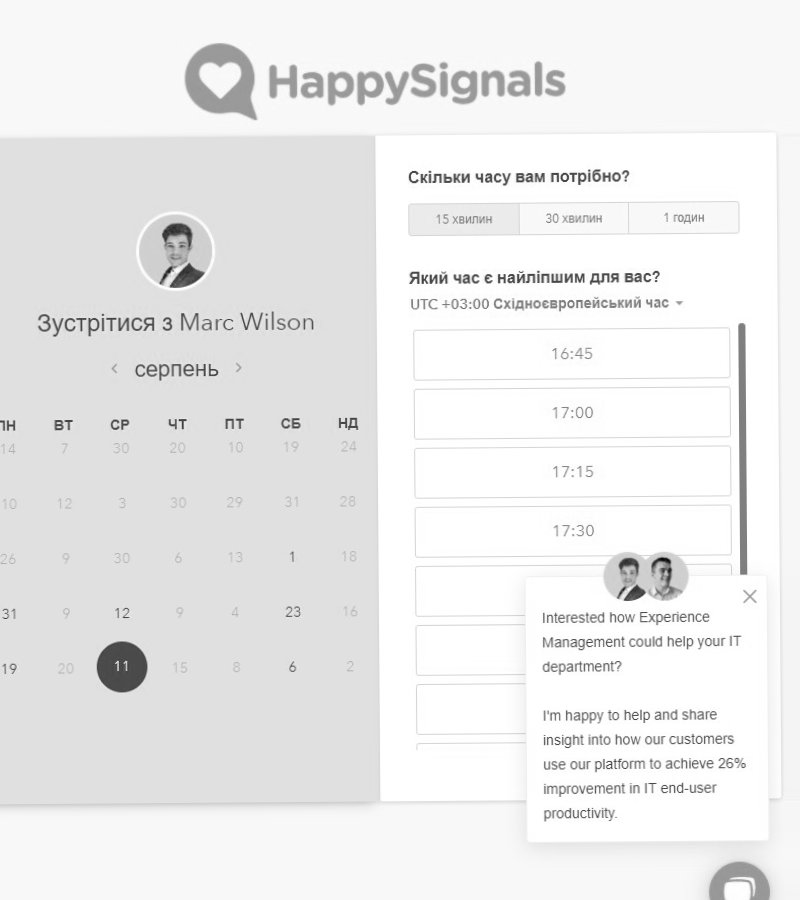 HappySignals
Зустрітися з Marc Wilson
серпень
ПН ВТ СР ЧТ ПТ СБ НД
14 7 30 20 10 19 24
10 12 3 30 29 31 28
26 9 30 6 13 1 18
31 9 12 9 4 23 16
19 20 11 15 8 6 2
Скільки часу вам потрібно?
15 хвилин 30 хвилин 1 годин
Який час є найліпшим для вас?
UTC +03:00 Східноєвропейський час
16:45
17:00
17:15
17:30
Interested how Experience
Management could help your IT
department?
I'm happy to help and share
insight into how our customers
use our platform to achieve 26%
improvement in IT end-user
productivity.